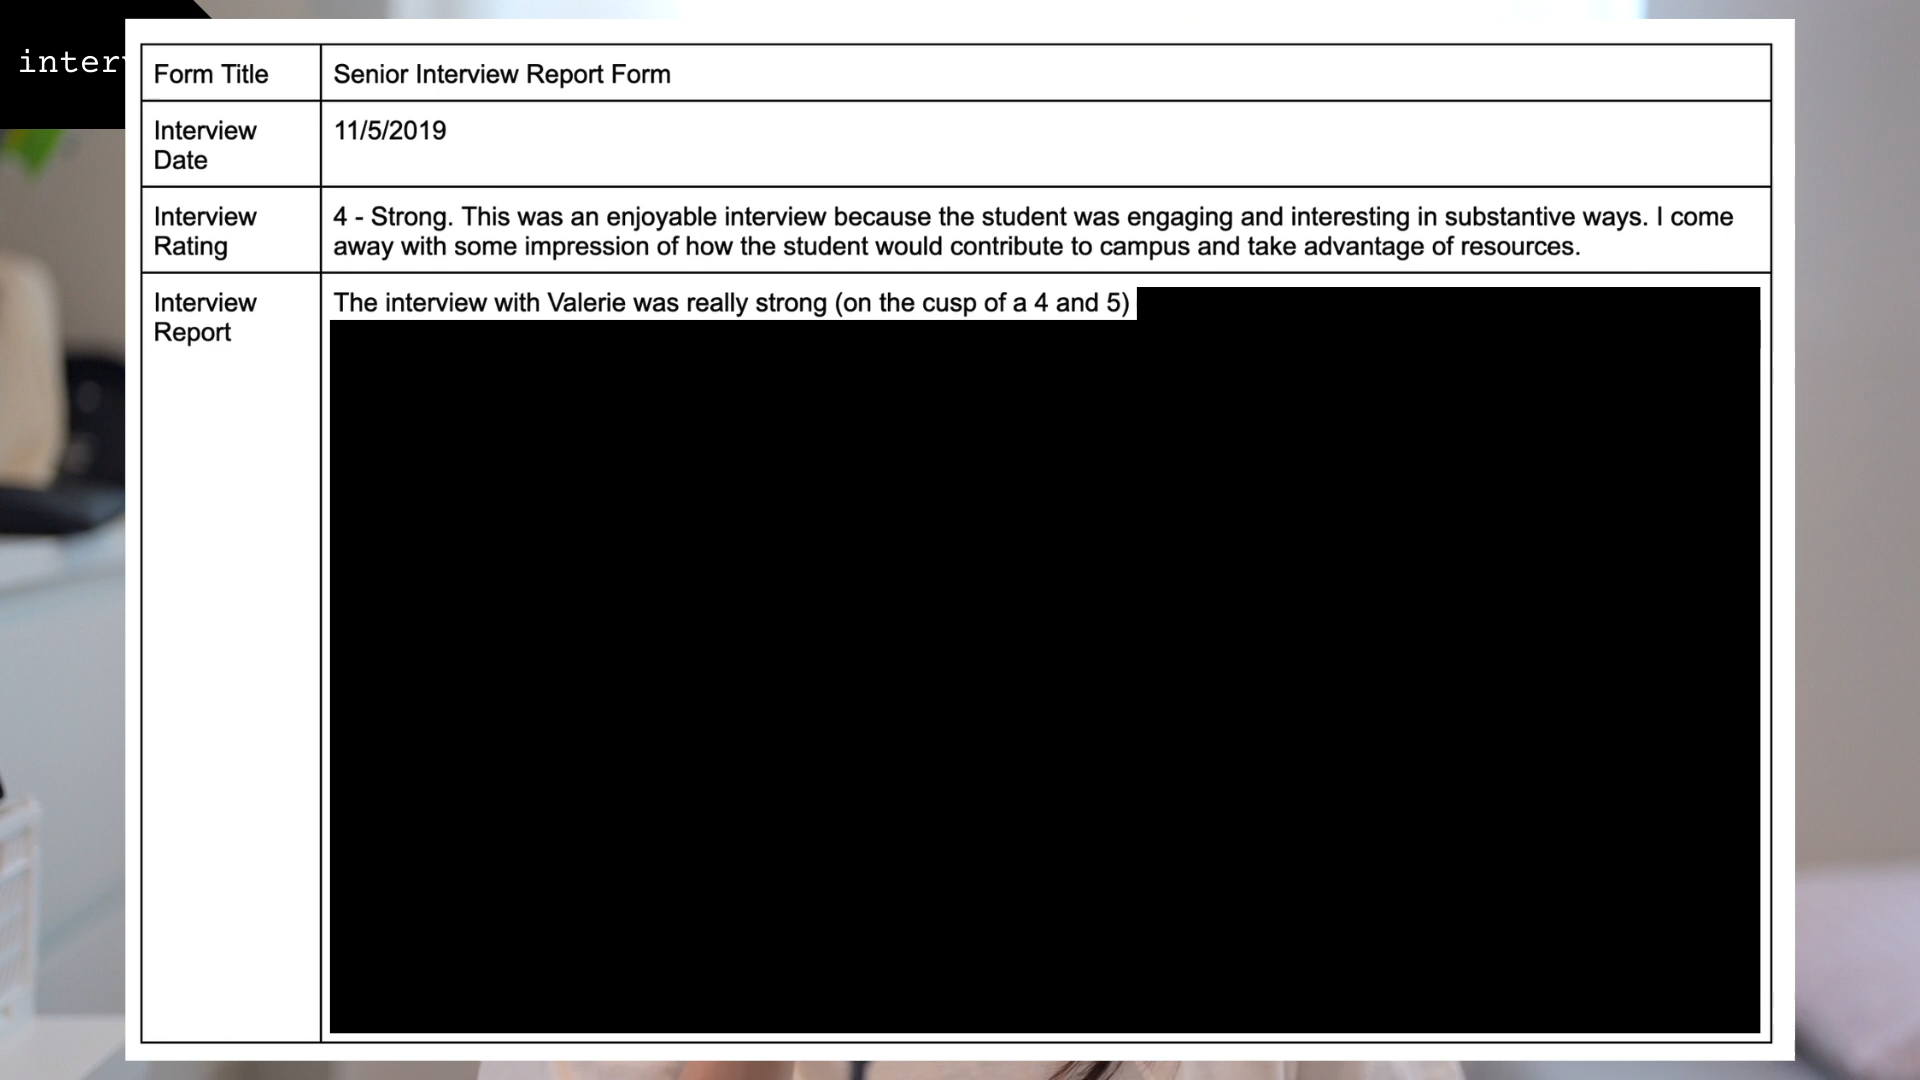 inter
Form Title
Senior Interview Report Form
Interview
Date
11/5/2019
Interview
Rating
4 - Strong. This was an enjoyable interview because the student was engaging and interesting in substantive ways. I come
away with some impression of how the student would contribute to campus and take advantage of resources.
Interview
Report
The interview with Valerie was really strong (on the cusp of a 4 and 5)